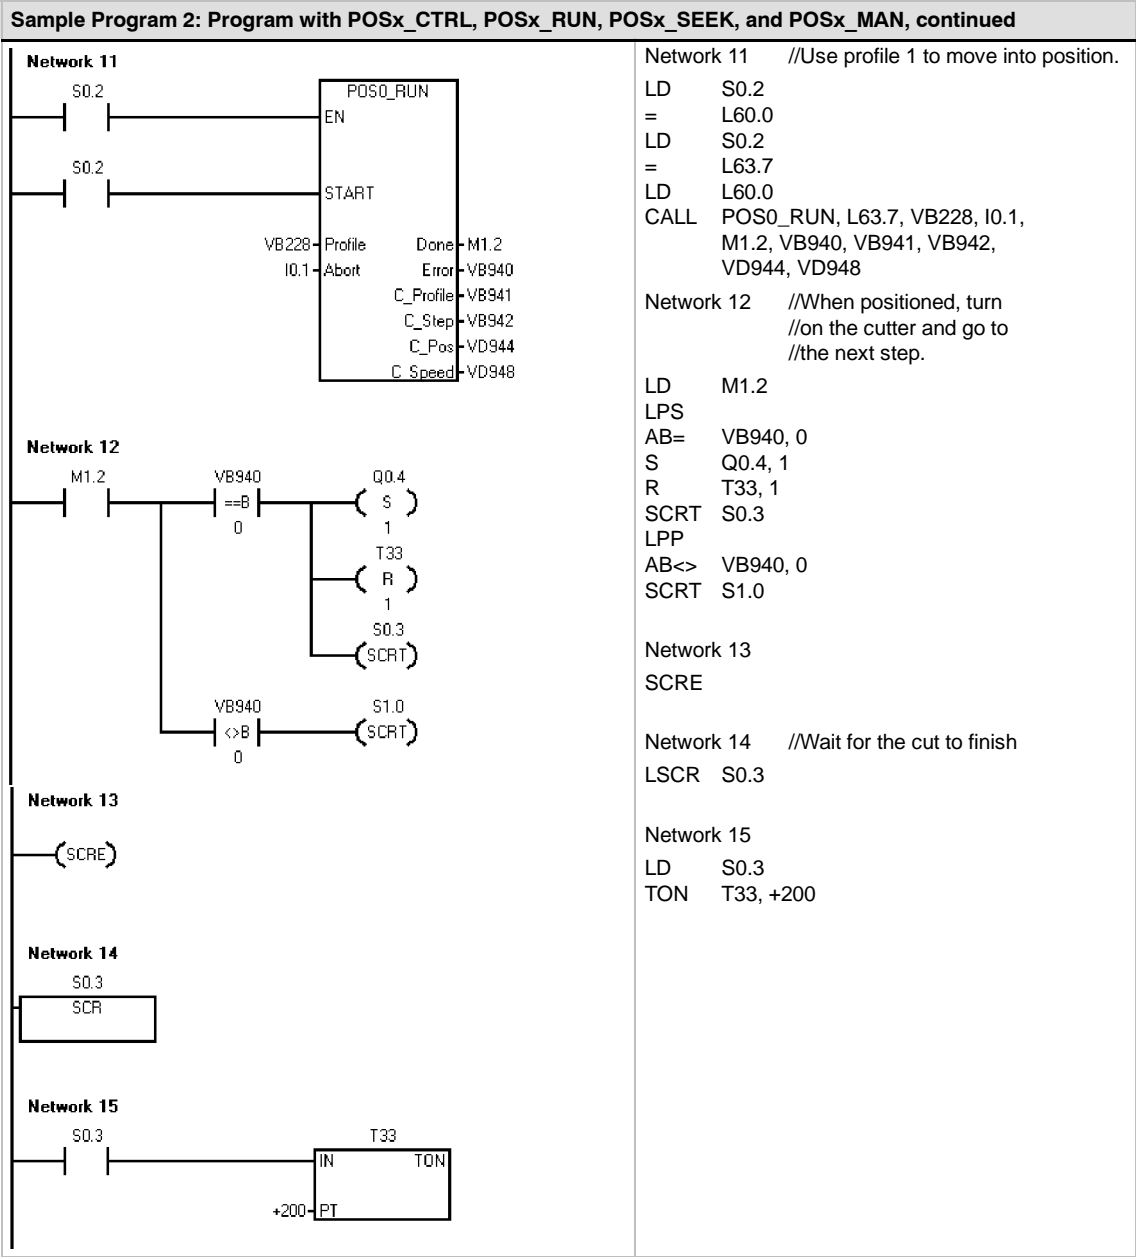 Sample Program 2: Program with POSx_CTRL, POSx_RUN, POSx_SEEK, and POSx_MAN, continued
Network 11
S0.2
POS0_RUN
EN
S0.2
START
VB228 Profile Done M1.2
I0.1 Abort Error VB940
C_Profile VB941
C_Step VB942
C_Pos VD944
C_Speed VD948
Network 12
M1.2 VB940 Q0.4
==B S
0 1
T33
R
1
S0.3
SCRT
VB940 S1.0
<>B SCRT
0
Network 13
SCRE
Network 14
S0.3
SCR
Network 15
S0.3 T33
IN TON
+200 PT
Network 11 //Use profile 1 to move into position.
LD S0.2
= L60.0
LD S0.2
= L63.7
LD L60.0
CALL POS0_RUN, L63.7, VB228, I0.1,
M1.2, VB940, VB941, VB942,
VD944, VD948
Network 12 //When positioned, turn
//on the cutter and go to
//the next step.
LD M1.2
LPS
AB= VB940, 0
S Q0.4, 1
R T33, 1
SCRT S0.3
LPP
AB<> VB940, 0
SCRT S1.0
Network 13
SCRE
Network 14 //Wait for the cut to finish
LSCR S0.3
Network 15
LD S0.3
TON T33, +200